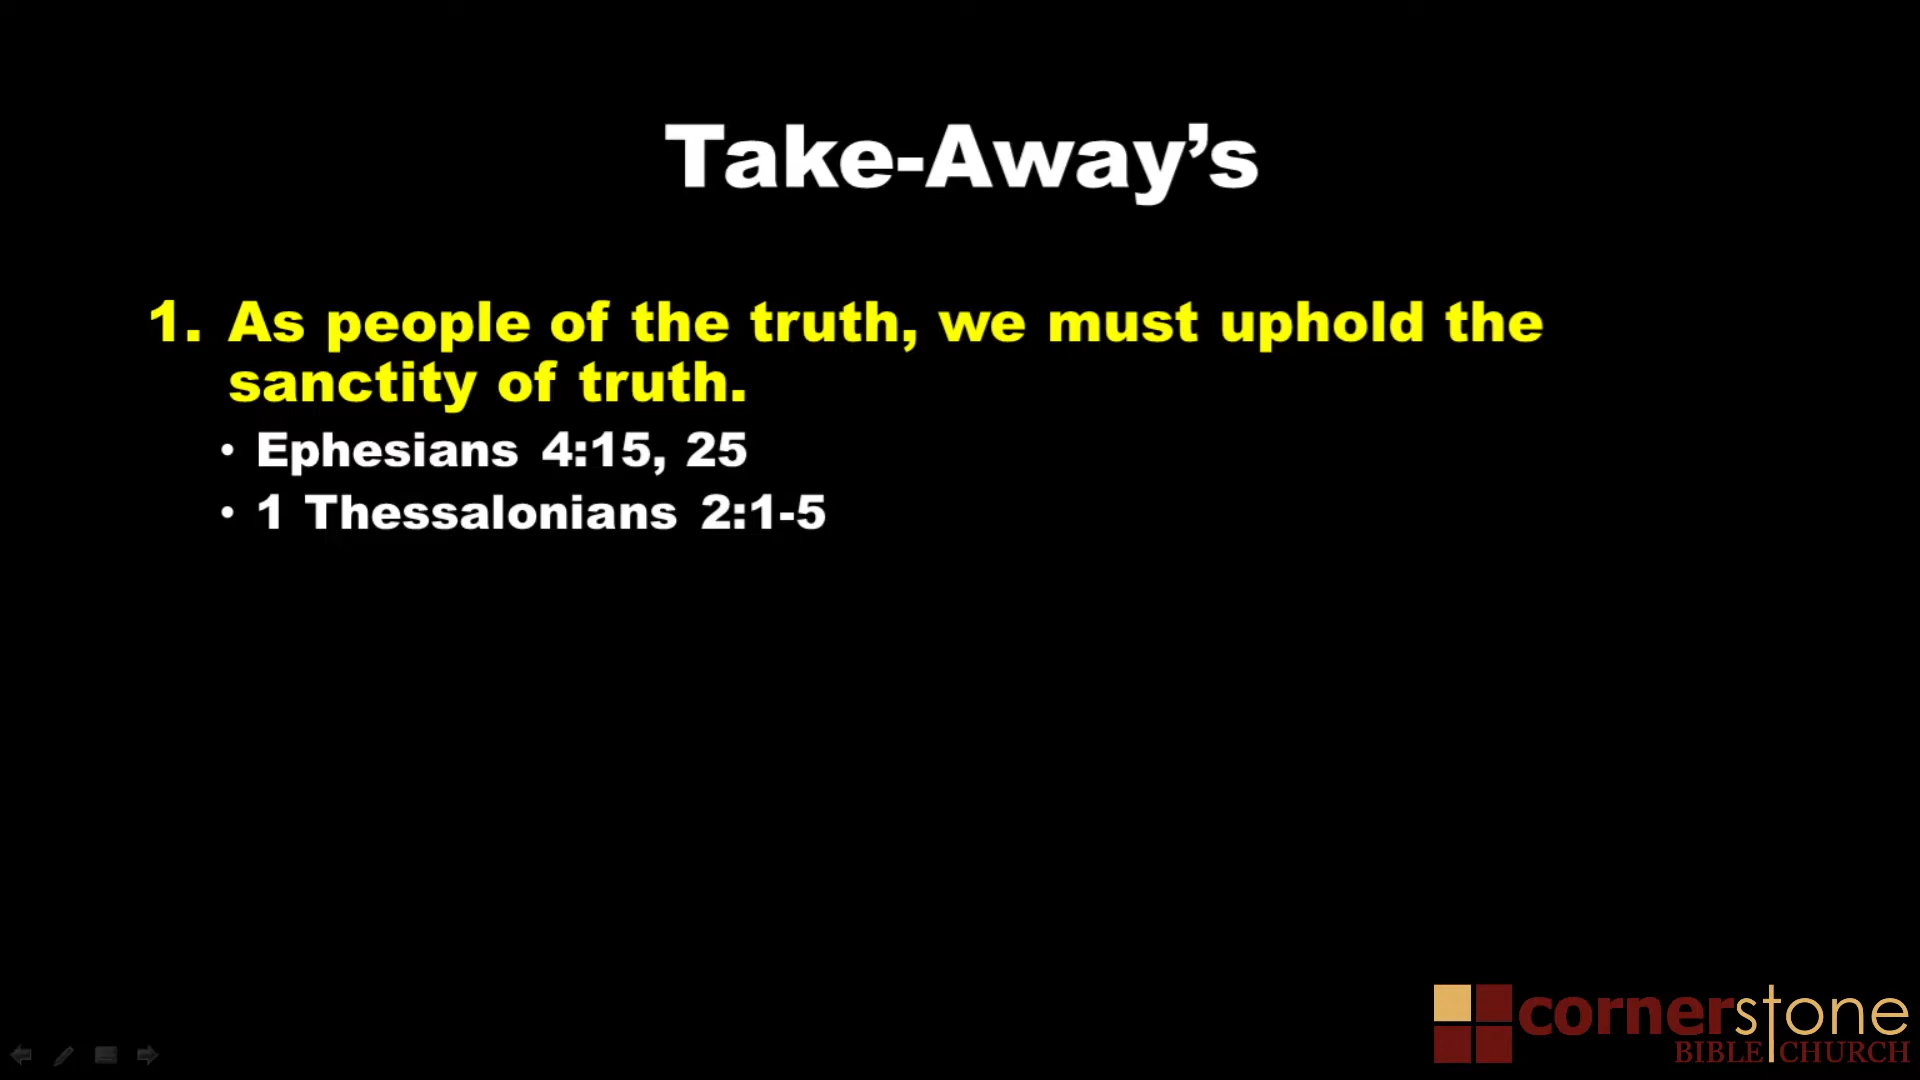 Take-Away’s
1. As people of the truth, we must uphold the
sanctity of truth.
• Ephesians 4:15, 25
• 1 Thessalonians 2:1-5
cornerstone
BIBLE CHURCH